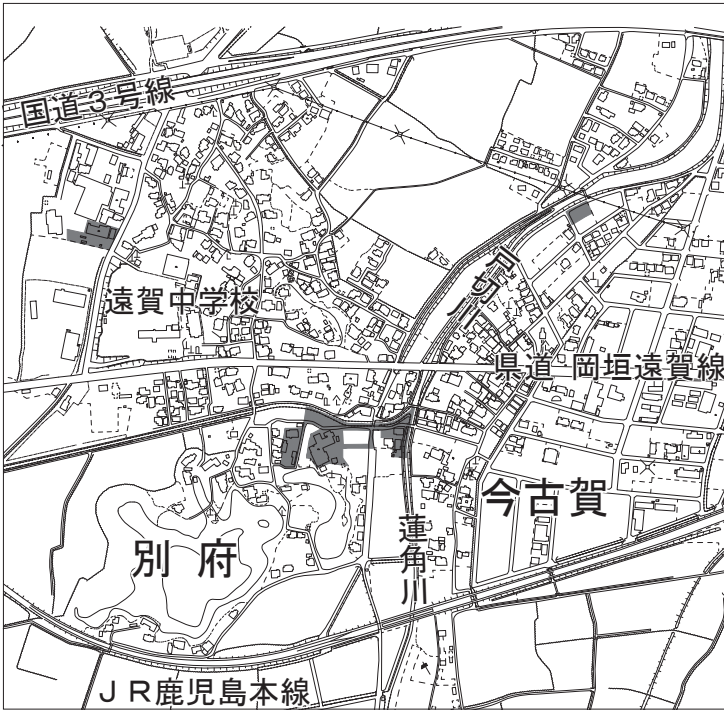 国道３号線
戸切川
遠賀中学校
県道 岡垣遠賀線
今古賀
蓮角川
別府
ＪＲ鹿児島本線